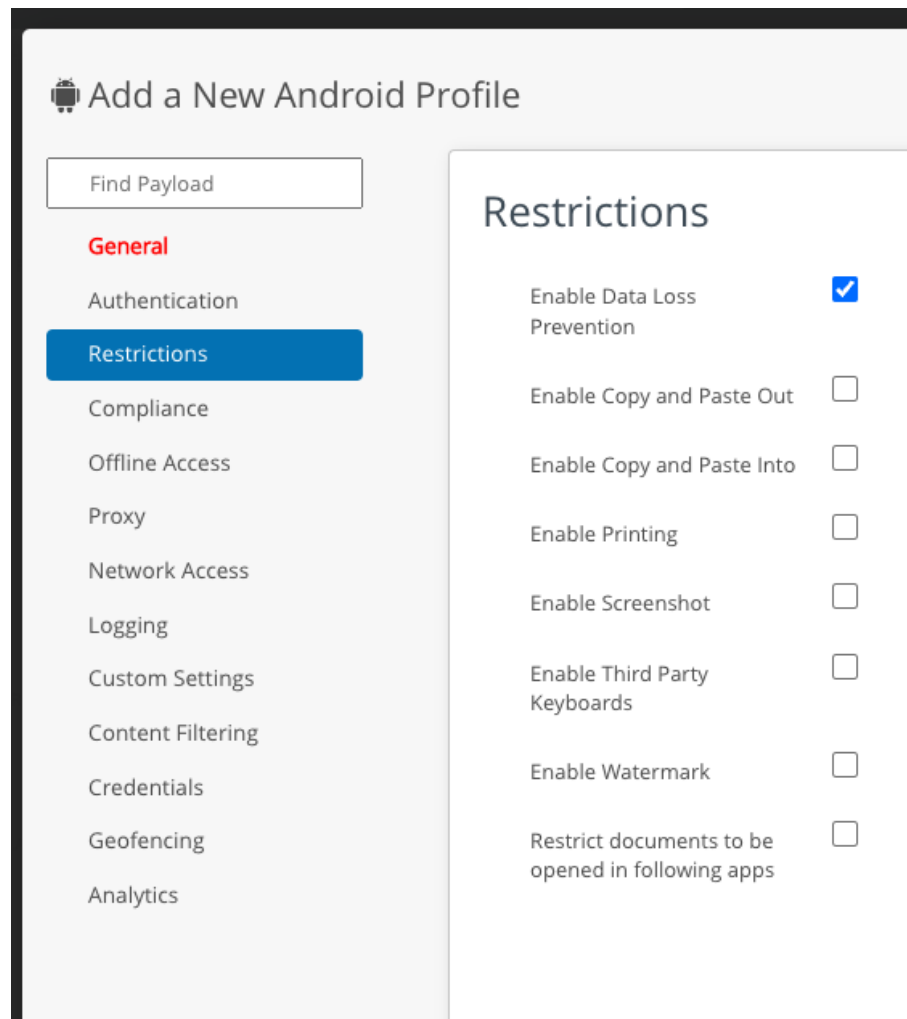 Add a New Android Profile
Find Payload
General
Authentication
Restrictions
Compliance
Offline Access
Proxy
Network Access
Logging
Custom Settings
Content Filtering
Credentials
Geofencing
Analytics
Restrictions
Enable Data Loss
Prevention
Enable Copy and Paste Out
Enable Copy and Paste Into
Enable Printing
Enable Screenshot
Enable Third Party
Keyboards
Enable Watermark
Restrict documents to be
opened in following apps